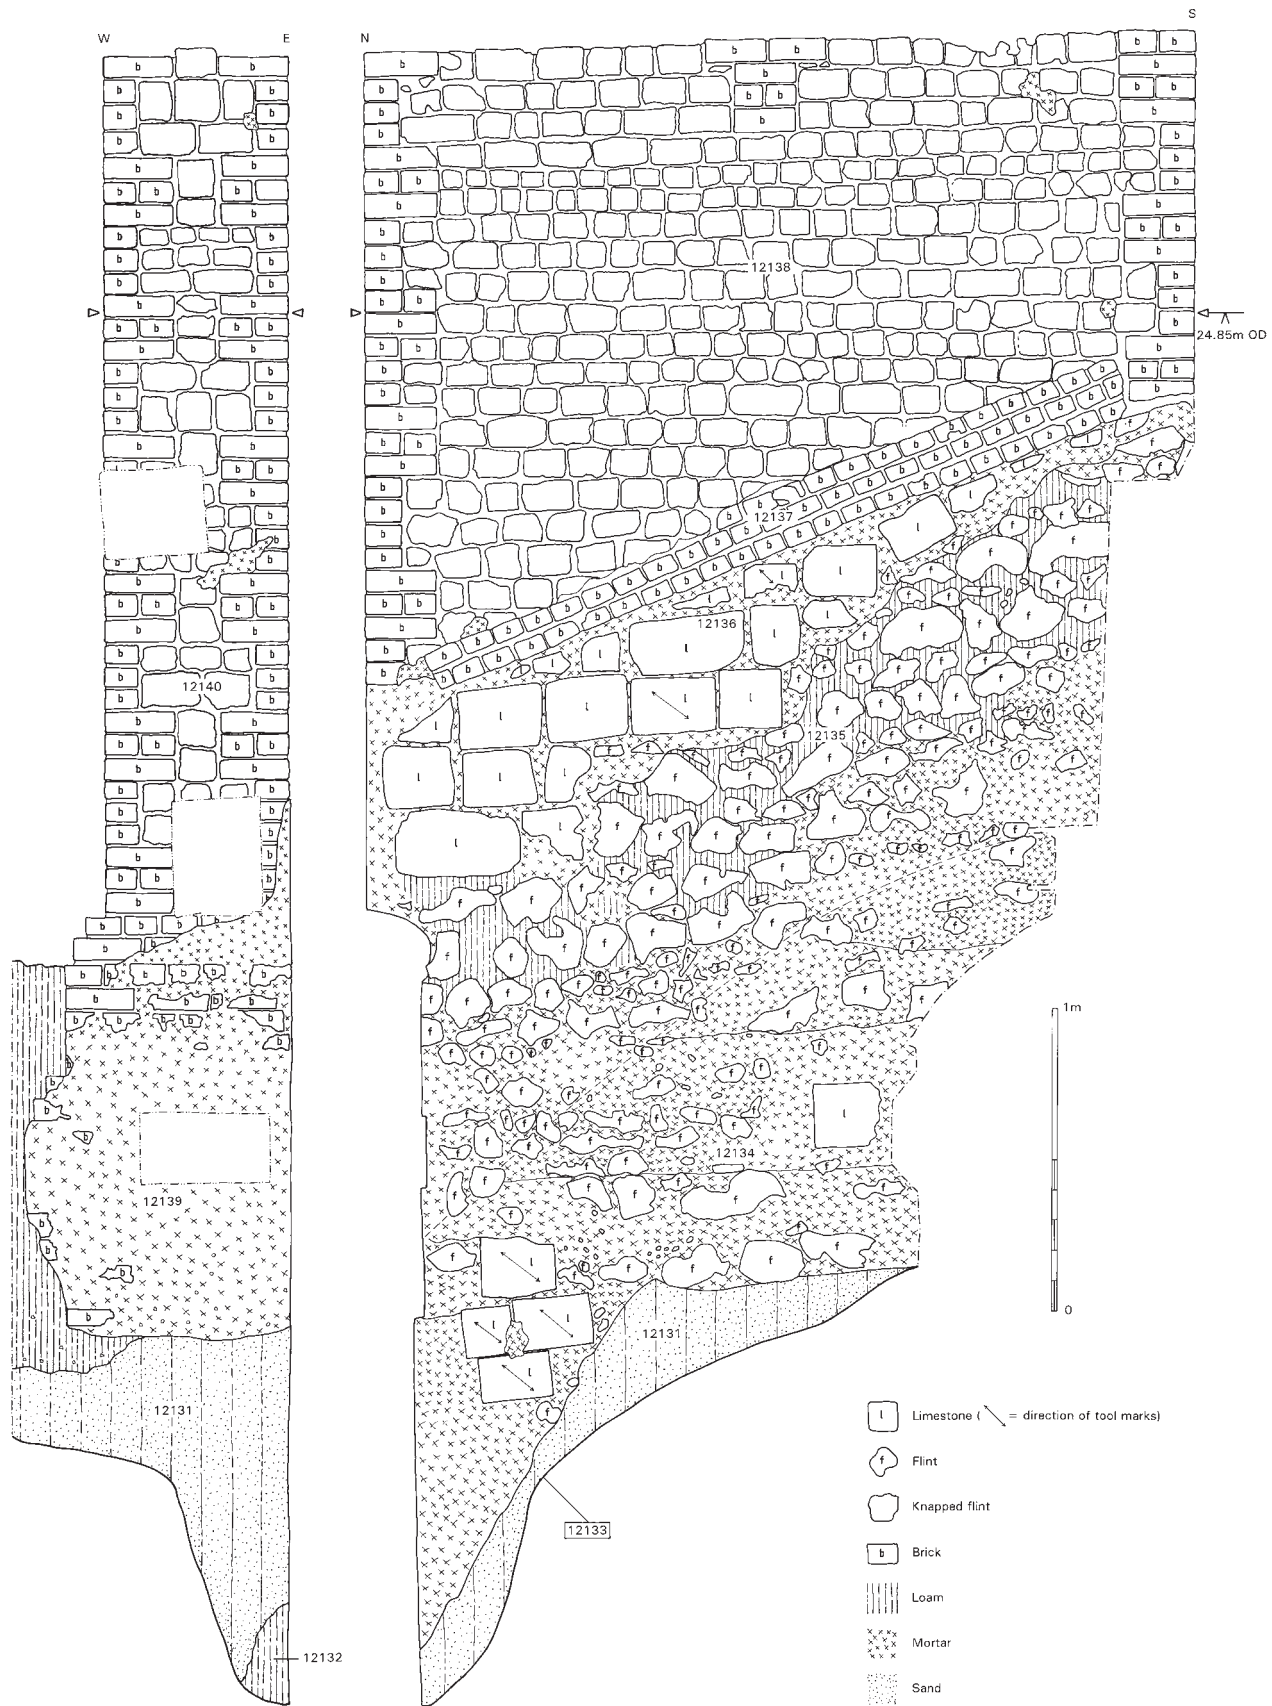 W E N S
12138
24.85m OD
12137
12136
12140
12135
1m
12134
12139
0
12131
12131
l Limestone ( = direction of tool marks)
f Flint
12133
Knapped flint
b Brick
Loam
12132
Mortar
Sand